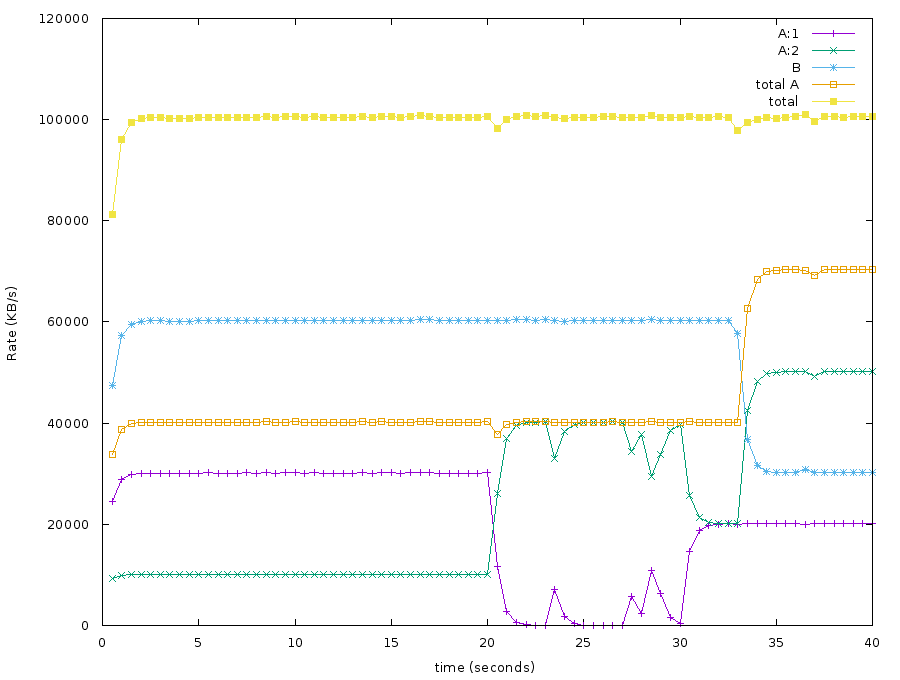 120000
100000
80000
60000
40000
20000
0
0 5 10 15 20 25 30 35 40
time (seconds)
Rate (KB/s)
A:1
A:2
B
total A
total